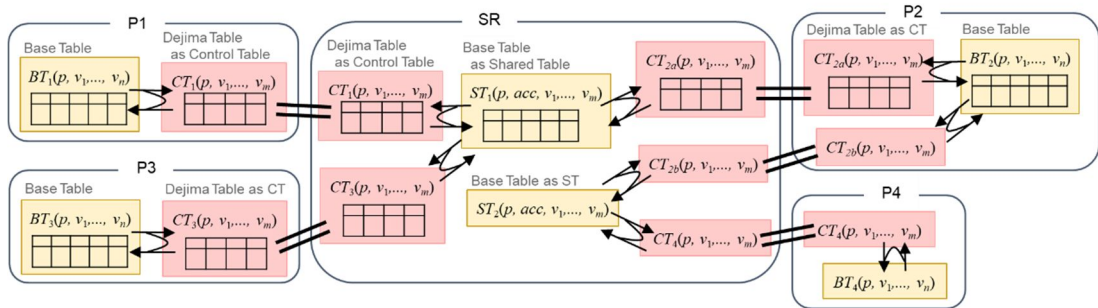 P1
Base Table
Dejima Table
as Control Table
BT₁(p, v₁,..., vₙ)
CT₁(p, v₁,..., vₘ)
P3
Base Table
Dejima Table as CT
BT₃(p, v₁,..., vₙ)
CT₃(p, v₁,..., vₘ)
SR
Dejima Table
as Control Table
Base Table
as Shared Table
CT₁(p, v₁,..., vₘ)
ST₁(p, acc, v₁,..., vₘ)
CT₂ₐ(p, v₁,..., vₘ)
CT₃(p, v₁,..., vₘ)
Base Table as ST
ST₂(p, acc, v₁,..., vₘ)
CT₂b(p, v₁,..., vₘ)
CT₄(p, v₁,..., vₘ)
P2
Dejima Table as CT
Base Table
CT₂ₐ(p, v₁,..., vₘ)
BT₂(p, v₁,..., vₙ)
CT₂b(p, v₁,..., vₘ)
P4
CT₄(p, v₁,..., vₘ)
BT₄(p, v₁,..., vₙ)